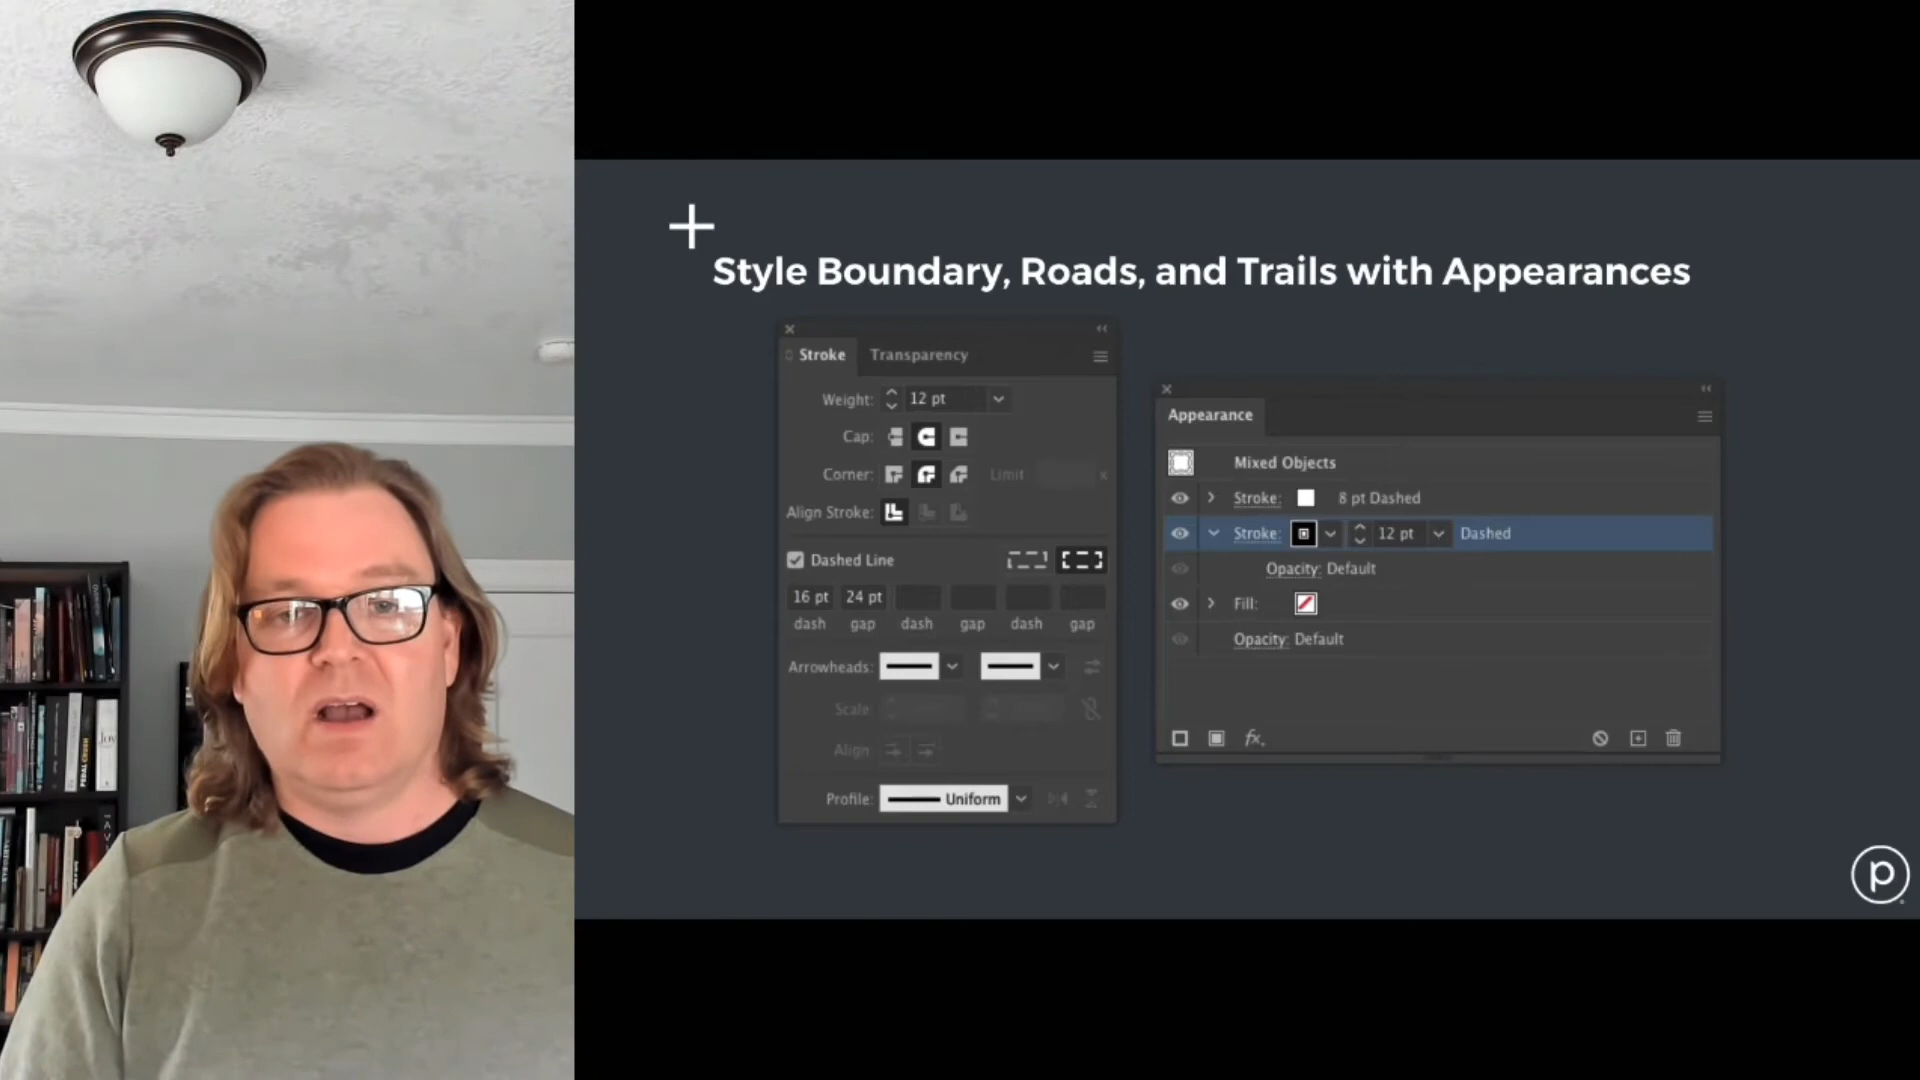 Style Boundary, Roads, and Trails with Appearances
Stroke Transparency
Weight: 12 pt
Cap:
Corner: Limit x
Align Stroke:
Dashed Line
16 pt 24 pt
dash gap dash gap dash gap
Arrowheads:
Scale:
Align:
Profile: Uniform
Appearance
Mixed Objects
Stroke: 8 pt Dashed
Stroke: 12 pt Dashed
Opacity: Default
Fill:
Opacity: Default
fx
p
Joy